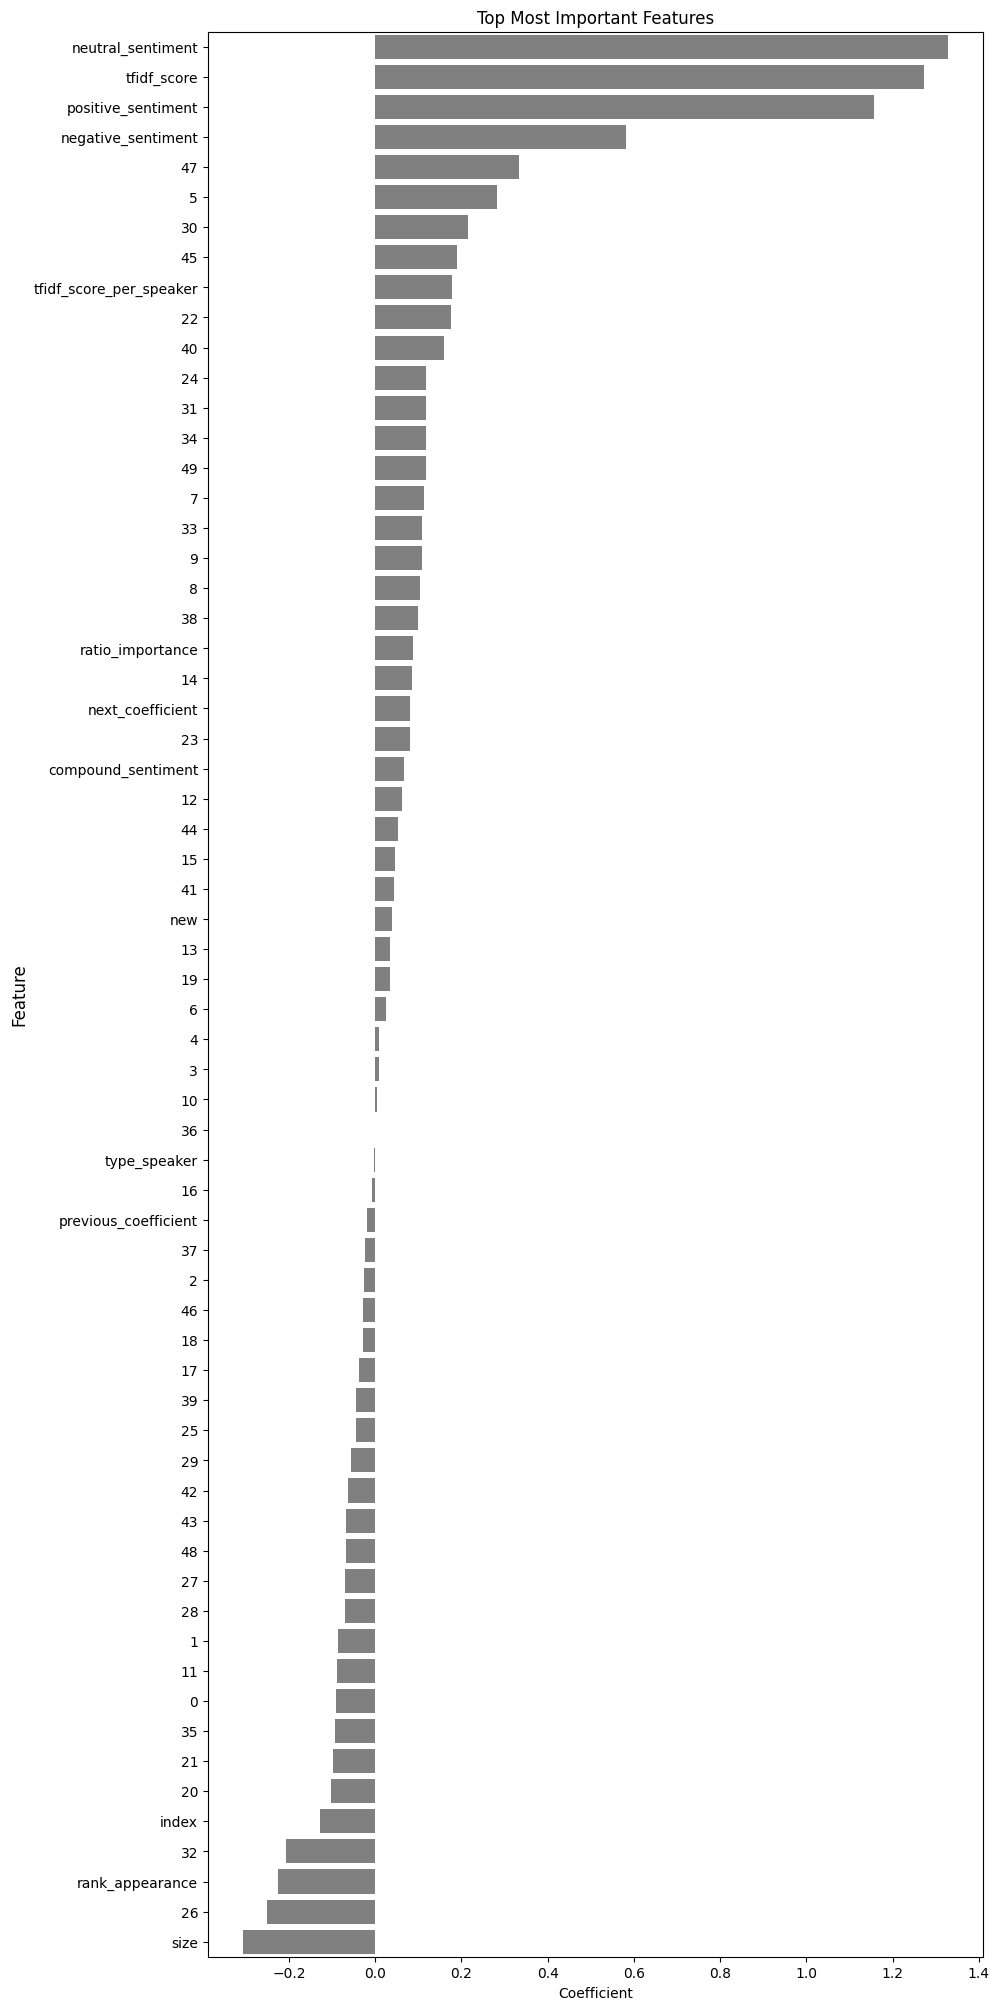 Top Most Important Features
neutral_sentiment
tfidf_score
positive_sentiment
negative_sentiment
47
5
30
45
tfidf_score_per_speaker
22
40
24
31
34
49
7
33
9
8
38
ratio_importance
14
next_coefficient
23
compound_sentiment
12
44
15
41
new
13
19
6
4
3
10
36
type_speaker
16
previous_coefficient
37
2
46
18
17
39
25
29
42
43
48
27
28
1
11
0
35
21
20
index
32
rank_appearance
26
size
Feature
−0.2 0.0 0.2 0.4 0.6 0.8 1.0 1.2 1.4
Coefficient